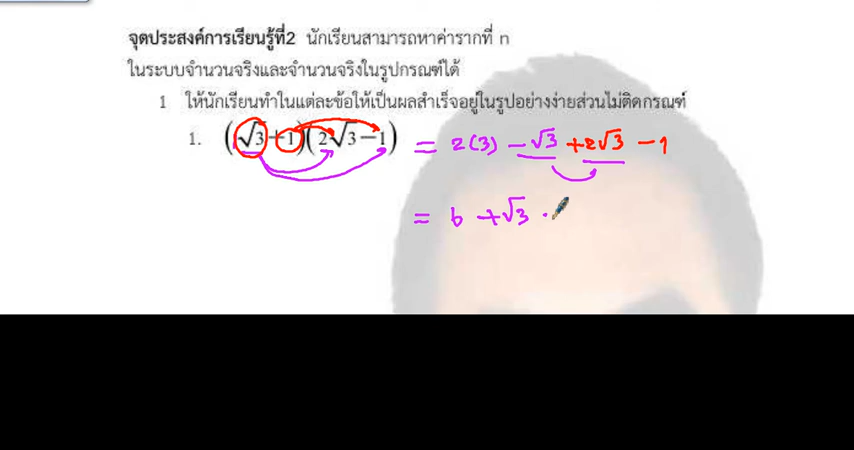 จุดประสงค์การเรียนรู้ที่2 นักเรียนสามารถหาค่ารากที่ n
ในระบบจำนวนจริงและจำนวนจริงในรูปกรณฑ์ได้
1 ให้นักเรียนทำในแต่ละข้อให้เป็นผลสำเร็จอยู่ในรูปอย่างง่ายส่วนไม่ติดกรณฑ์
1. (√3+1)(2√3−1) = 2(3) −√3 +2√3 −1
= 6 +√3